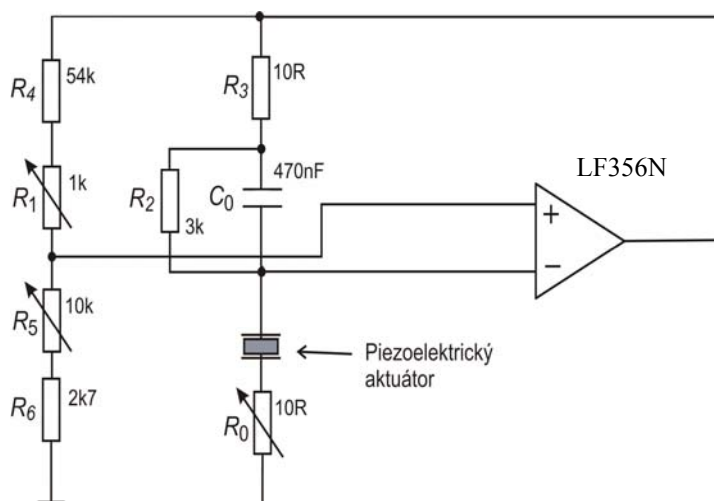 R4
54k
R3
10R
LF356N
R1
1k
R2
3k
C0
470nF
+
−
R5
10k
R6
2k7
Piezoelektrický
aktuátor
R0
10R